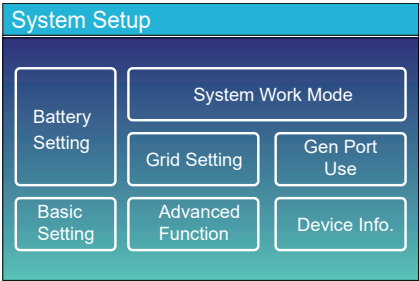 System Setup
Battery
Setting
System Work Mode
Grid Setting
Gen Port
Use
Basic
Setting
Advanced
Function
Device Info.